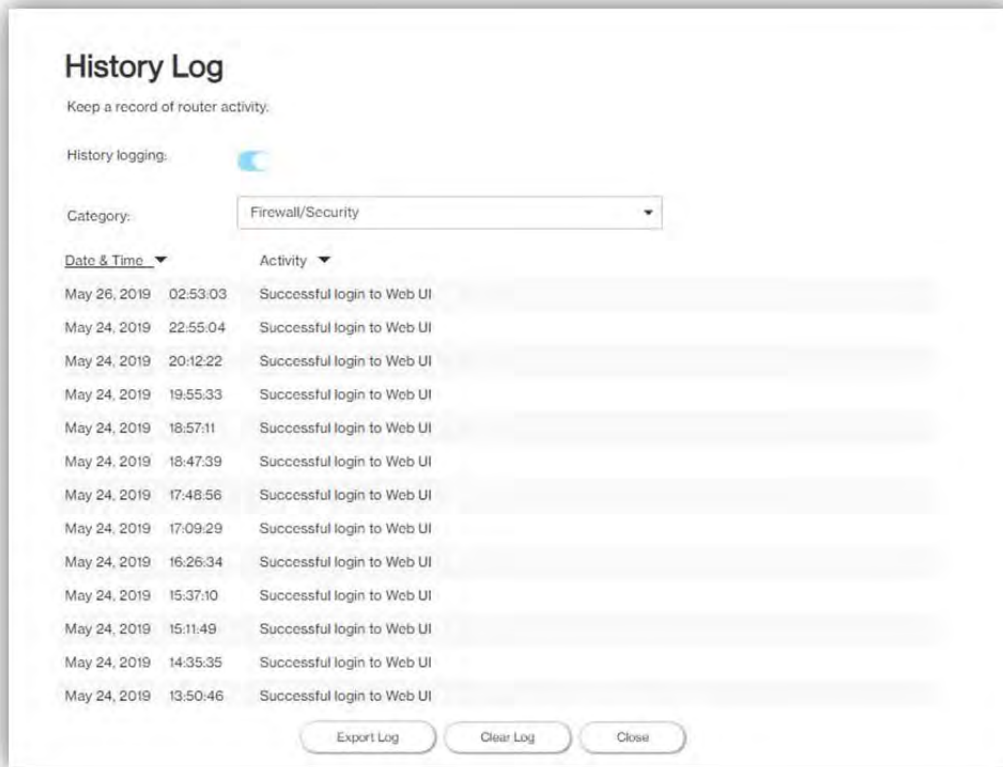 History Log
Keep a record of router activity.
History logging:
Category: Firewall/Security
Date & Time Activity
May 26, 2019 02:53:03 Successful login to Web UI
May 24, 2019 22:55:04 Successful login to Web UI
May 24, 2019 20:12:22 Successful login to Web UI
May 24, 2019 19:55:33 Successful login to Web UI
May 24, 2019 18:57:11 Successful login to Web UI
May 24, 2019 18:47:39 Successful login to Web UI
May 24, 2019 17:48:56 Successful login to Web UI
May 24, 2019 17:09:29 Successful login to Web UI
May 24, 2019 16:26:34 Successful login to Web UI
May 24, 2019 15:37:10 Successful login to Web UI
May 24, 2019 15:11:49 Successful login to Web UI
May 24, 2019 14:35:35 Successful login to Web UI
May 24, 2019 13:50:46 Successful login to Web UI
Export Log Clear Log Close